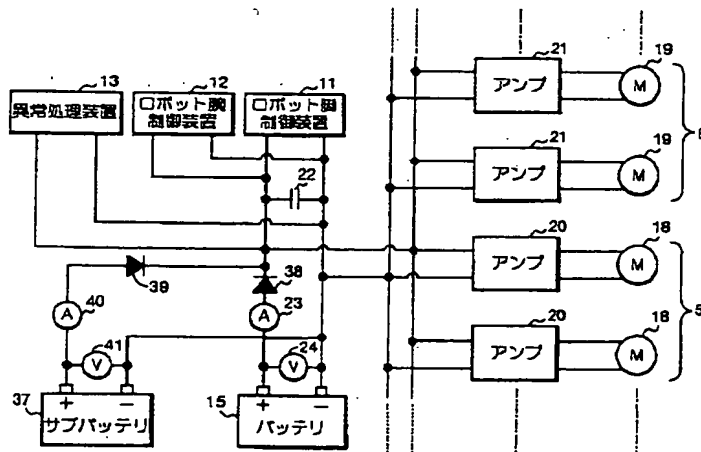 13
異常処理装置
12
ロボット腕
制御装置
11
ロボット脚
制御装置
21
アンプ
19
M
21
アンプ
19
M
6
22
20
アンプ
18
M
20
アンプ
18
M
5
39
38
40
A
23
A
41
V
24
V
37
+ −
サブバッテリ
15
+ −
バッテリ